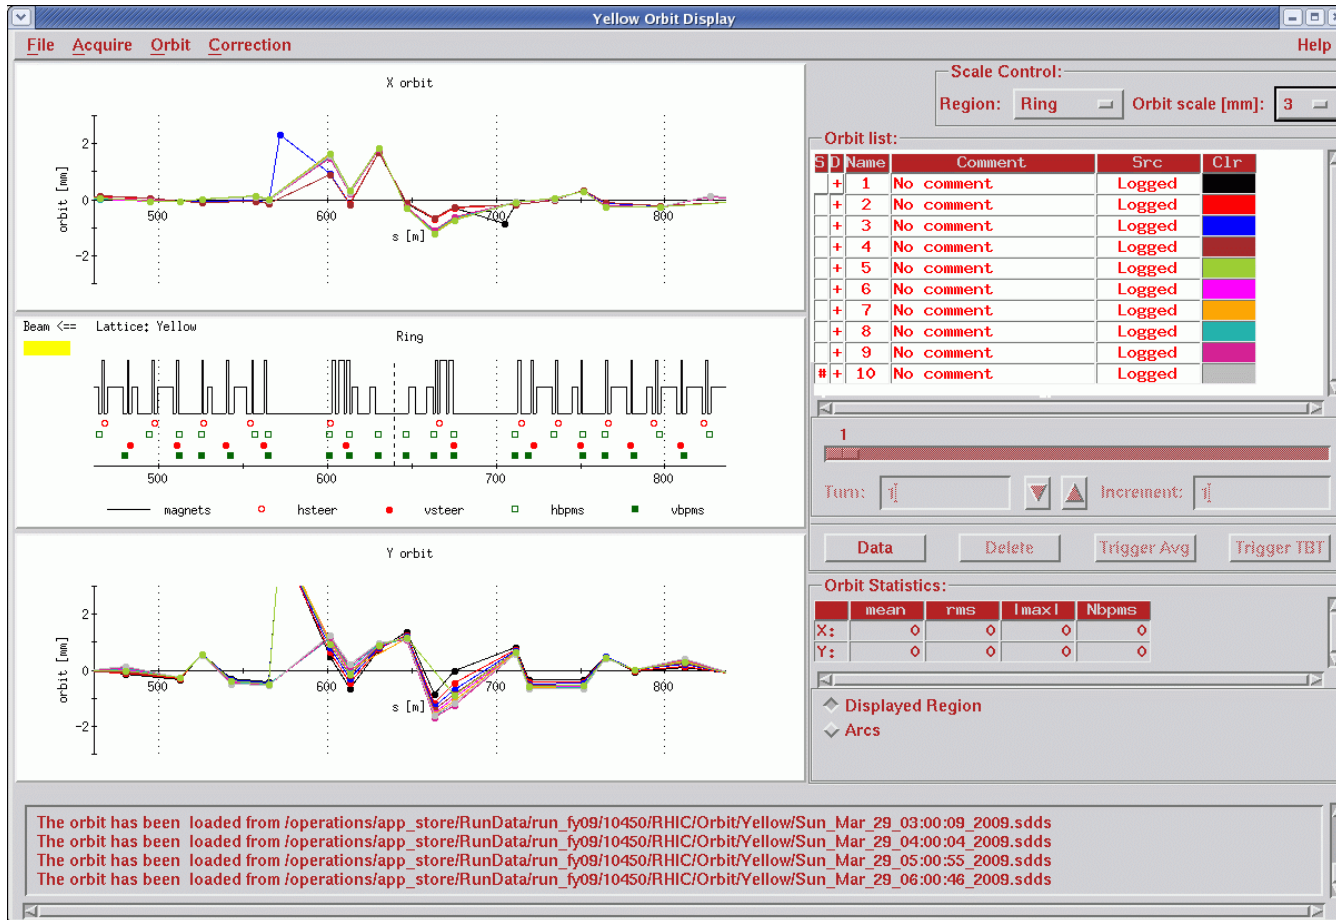 Yellow Orbit Display
File Acquire Orbit Correction Help
X orbit
orbit [mm]
2
0
-2
500 600 700 800
s [m]
Beam <== Lattice: Yellow
Ring
500 600 700 800
magnets hsteer vsteer hbpms vbpms
Y orbit
orbit [mm]
2
0
-2
500 600 700 800
s [m]
Scale Control:
Region: Ring Orbit scale [mm]: 3
Orbit list:
S D Name Comment Src Clr
+ 1 No comment Logged
+ 2 No comment Logged
+ 3 No comment Logged
+ 4 No comment Logged
+ 5 No comment Logged
+ 6 No comment Logged
+ 7 No comment Logged
+ 8 No comment Logged
+ 9 No comment Logged
# + 10 No comment Logged
1
Turn: 1 Increment: 1
Data Delete Trigger Avg Trigger TBT
Orbit Statistics:
mean rms |max| Nbpms
X: 0 0 0 0
Y: 0 0 0 0
Displayed Region
Arcs
The orbit has been loaded from /operations/app_store/RunData/run_fy09/10450/RHIC/Orbit/Yellow/Sun_Mar_29_03:00:09_2009.sdds
The orbit has been loaded from /operations/app_store/RunData/run_fy09/10450/RHIC/Orbit/Yellow/Sun_Mar_29_04:00:04_2009.sdds
The orbit has been loaded from /operations/app_store/RunData/run_fy09/10450/RHIC/Orbit/Yellow/Sun_Mar_29_05:00:55_2009.sdds
The orbit has been loaded from /operations/app_store/RunData/run_fy09/10450/RHIC/Orbit/Yellow/Sun_Mar_29_06:00:46_2009.sdds